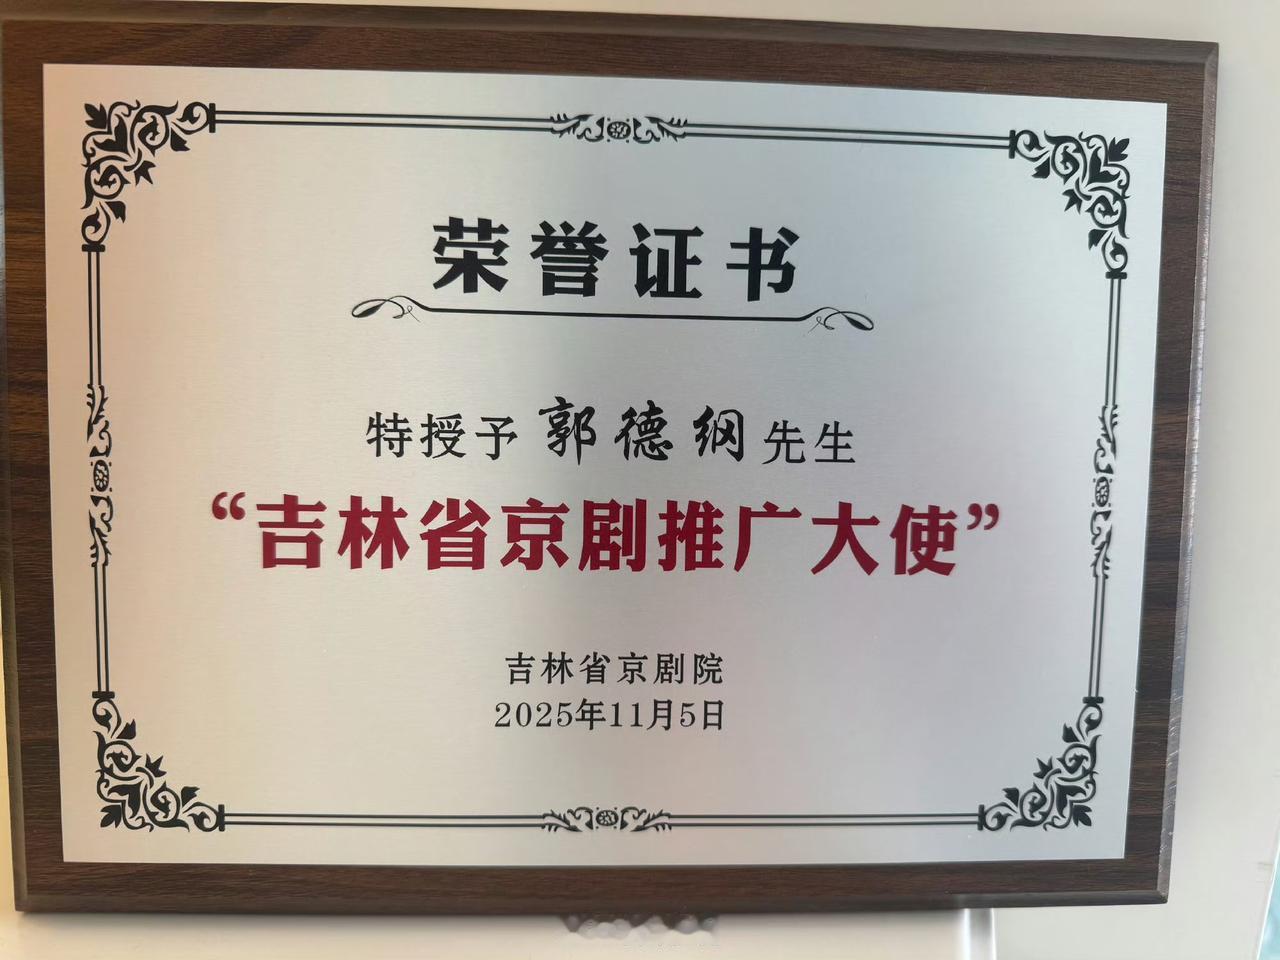 荣誉证书
特授予郭德纲先生
“吉林省京剧推广大使”
吉林省京剧院
2025年11月5日